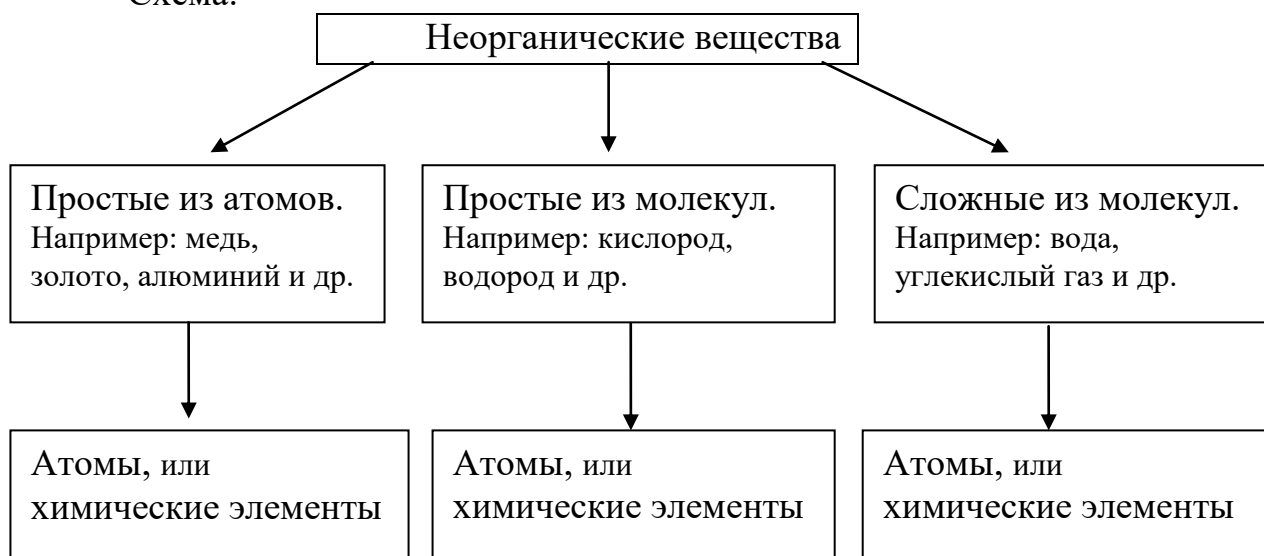 Схема.
Неорганические вещества
Простые из атомов.
Например: медь,
золото, алюминий и др.
Простые из молекул.
Например: кислород,
водород и др.
Сложные из молекул.
Например: вода,
углекислый газ и др.
Атомы, или
химические элементы
Атомы, или
химические элементы
Атомы, или
химические элементы